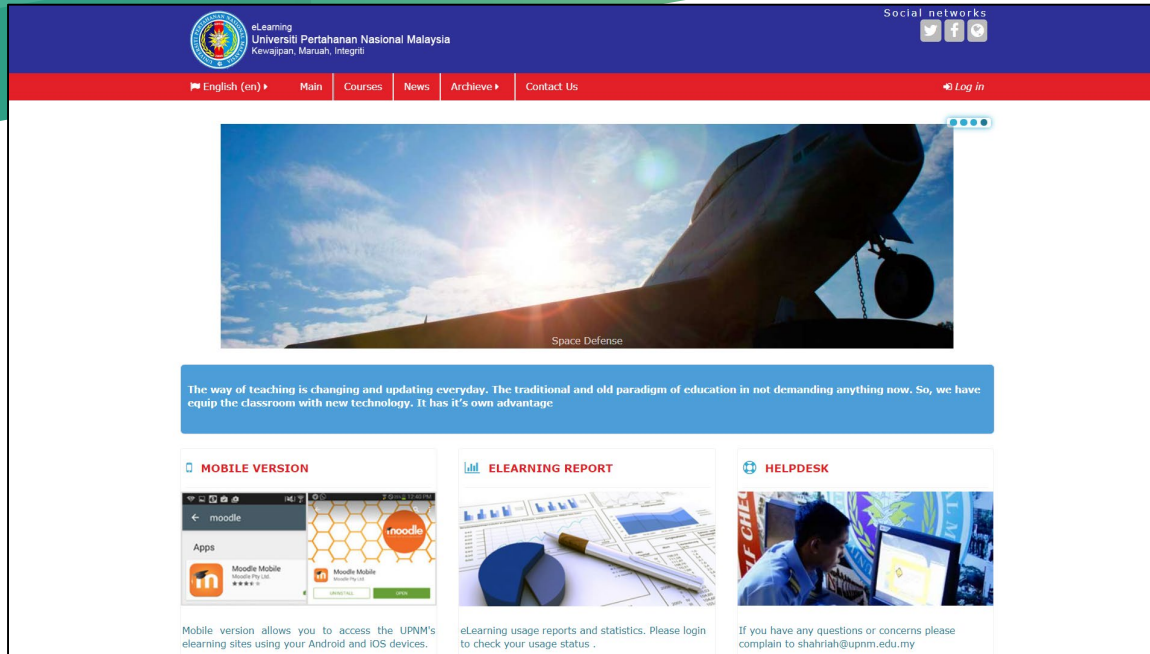 Social networks
eLearning
Universiti Pertahanan Nasional Malaysia
Kewajipan, Maruah, Integriti
English (en)
Main
Courses
News
Archieve
Contact Us
Log in
Space Defense
The way of teaching is changing and updating everyday. The traditional and old paradigm of education in not demanding anything now. So, we have
equip the classroom with new technology. It has it’s own advantage
MOBILE VERSION
ELEARNING REPORT
HELPDESK
moodle
Apps
Moodle Mobile
Moodle Pty Ltd.
12:40 PM
moodle
Moodle Mobile
Moodle Pty Ltd.
UNINSTALL
OPEN
Mobile version allows you to access the UPNM's
elearning sites using your Android and iOS devices.
eLearning usage reports and statistics. Please login
to check your usage status .
If you have any questions or concerns please
complain to shahriah@upnm.edu.my